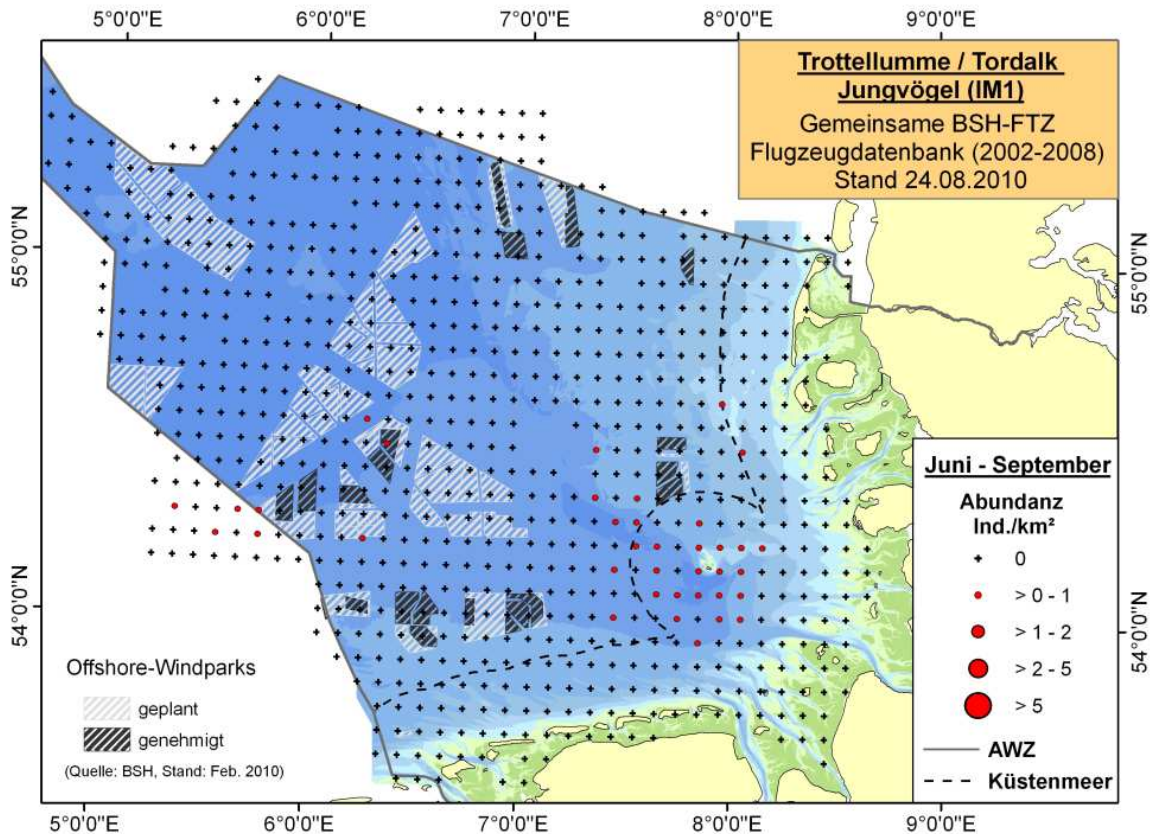 5°0'0"E
6°0'0"E
7°0'0"E
8°0'0"E
9°0'0"E
Trottellumme / Tordalk
Jungvögel (IM1)
Gemeinsame BSH-FTZ
Flugzeugdatenbank (2002-2008)
Stand 24.08.2010
55°0'0"N
55°0'0"N
54°0'0"N
54°0'0"N
Juni - September
Abundanz
Ind./km²
0
> 0 - 1
> 1 - 2
> 2 - 5
> 5
AWZ
Küstenmeer
Offshore-Windparks
geplant
genehmigt
(Quelle: BSH, Stand: Feb. 2010)
5°0'0"E
6°0'0"E
7°0'0"E
8°0'0"E
9°0'0"E